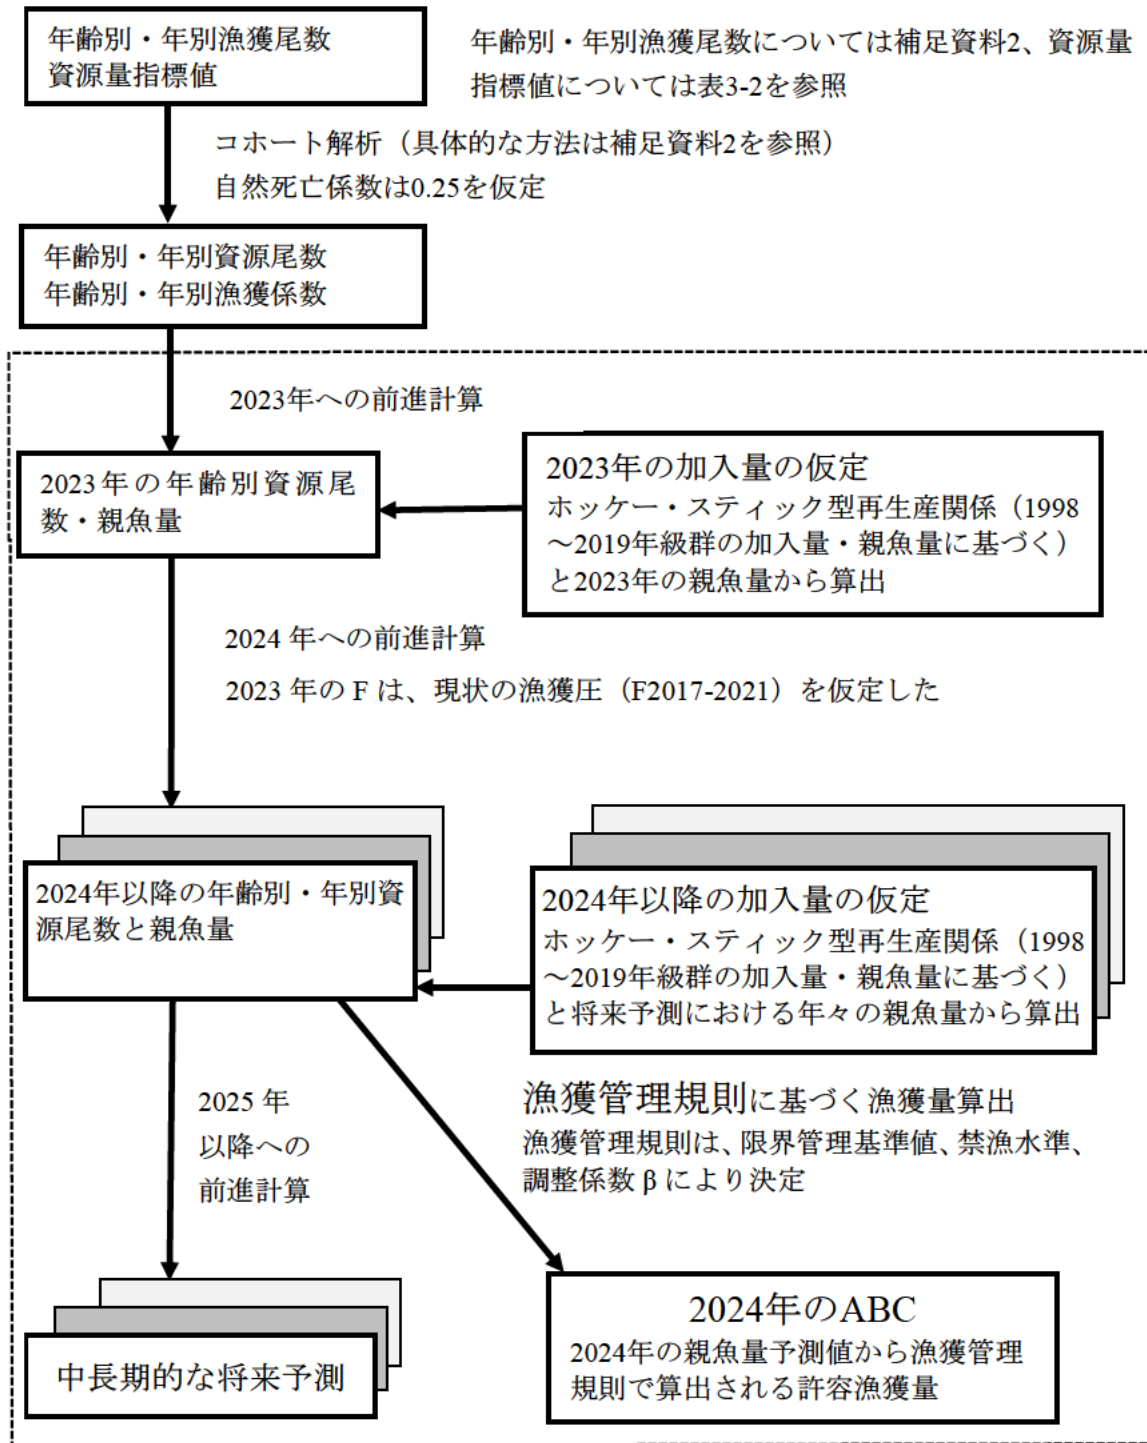 年齢別・年別漁獲尾数
資源量指標値
年齢別・年別漁獲尾数については補足資料2、資源量
指標値については表3-2を参照
コホート解析（具体的な方法は補足資料2を参照）
自然死亡係数は0.25を仮定
年齢別・年別資源尾数
年齢別・年別漁獲係数
2023年への前進計算
2023年の年齢別資源尾
数・親魚量
2023年の加入量の仮定
ホッケー・スティック型再生産関係（1998
～2019年級群の加入量・親魚量に基づく）
と2023年の親魚量から算出
2024 年への前進計算
2023 年の F は、現状の漁獲圧（F2017-2021）を仮定した
2024年以降の年齢別・年別資
源尾数と親魚量
2024年以降の加入量の仮定
ホッケー・スティック型再生産関係（1998
～2019年級群の加入量・親魚量に基づく）
と将来予測における年々の親魚量から算出
2025 年
以降への
前進計算
漁獲管理規則に基づく漁獲量算出
漁獲管理規則は、限界管理基準値、禁漁水準、
調整係数 β により決定
中長期的な将来予測
2024年のABC
2024年の親魚量予測値から漁獲管理
規則で算出される許容漁獲量